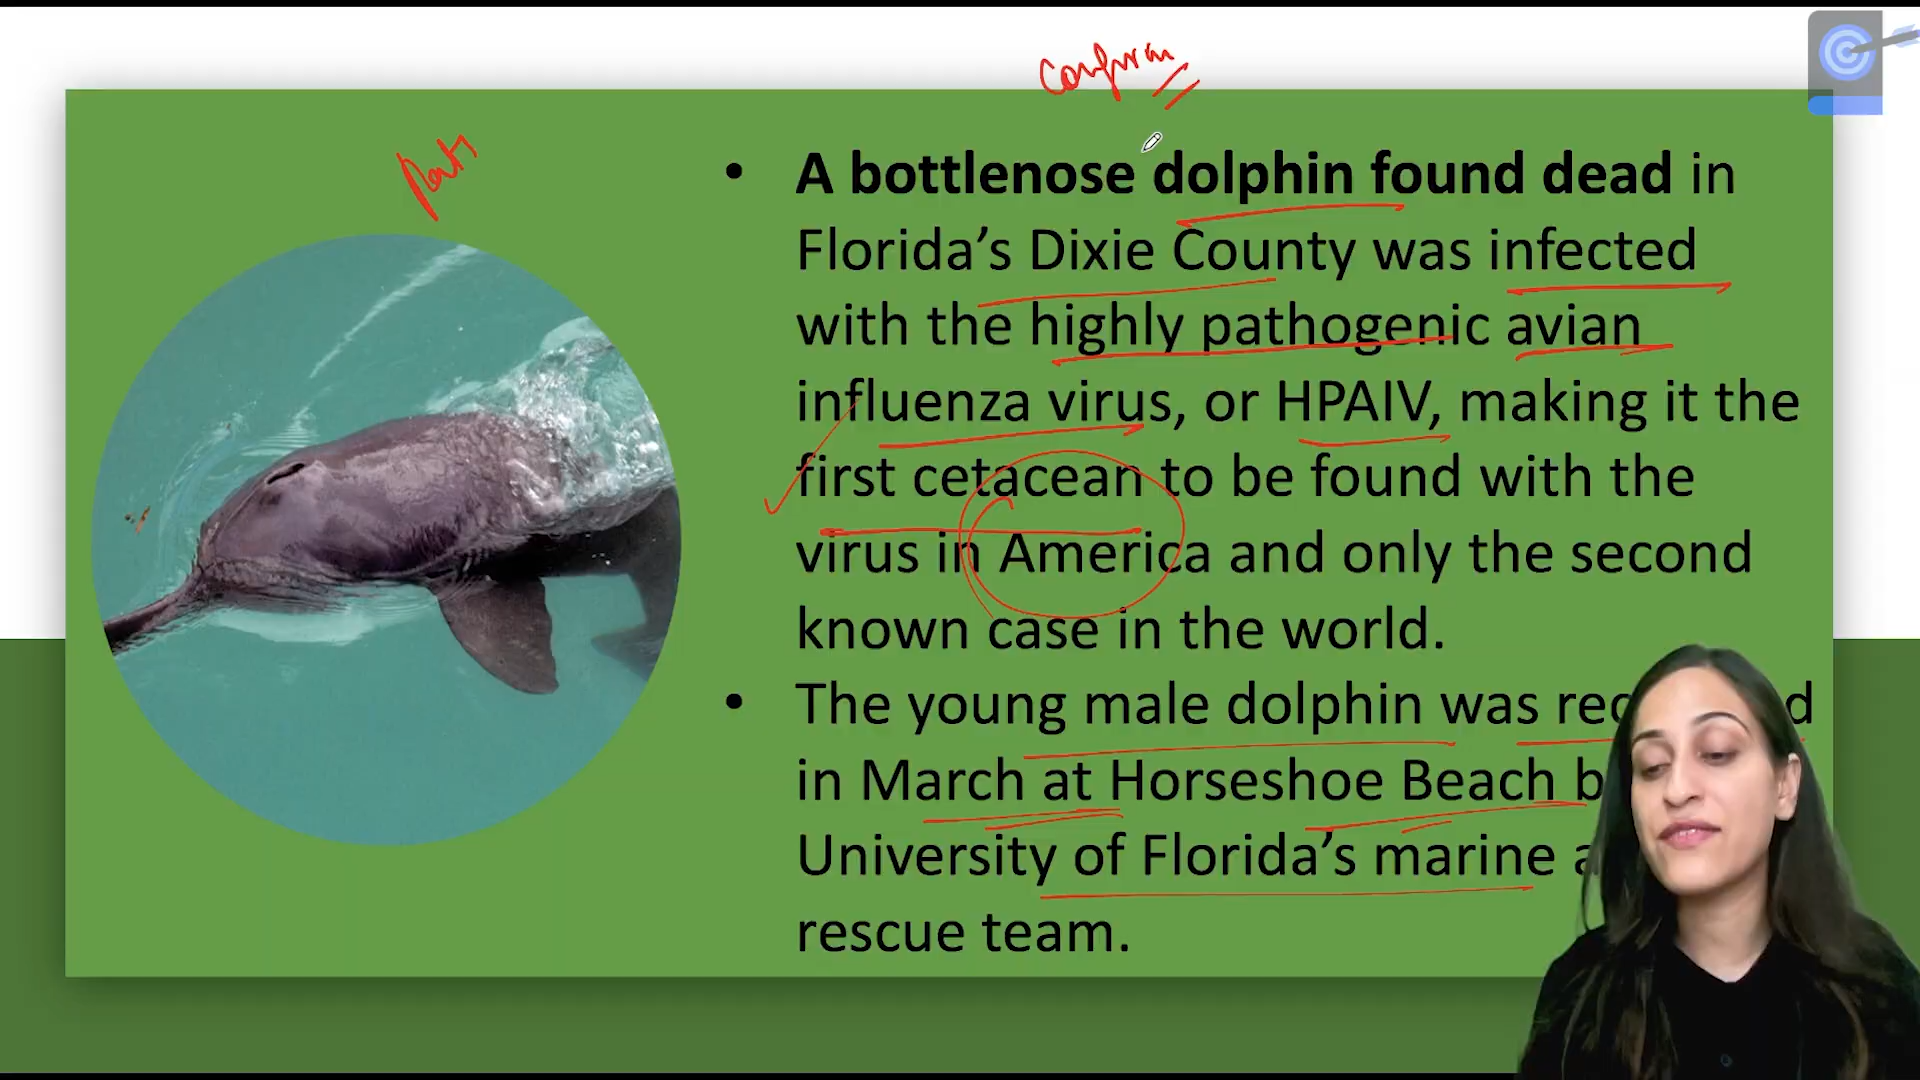 Confirm
• A bottlenose dolphin found dead in
Florida’s Dixie County was infected
with the highly pathogenic avian
influenza virus, or HPAIV, making it the
first cetacean to be found with the
virus in America and only the second
known case in the world.
• The young male dolphin was
in March at Horseshoe Beach
University of Florida’s marine
rescue team.